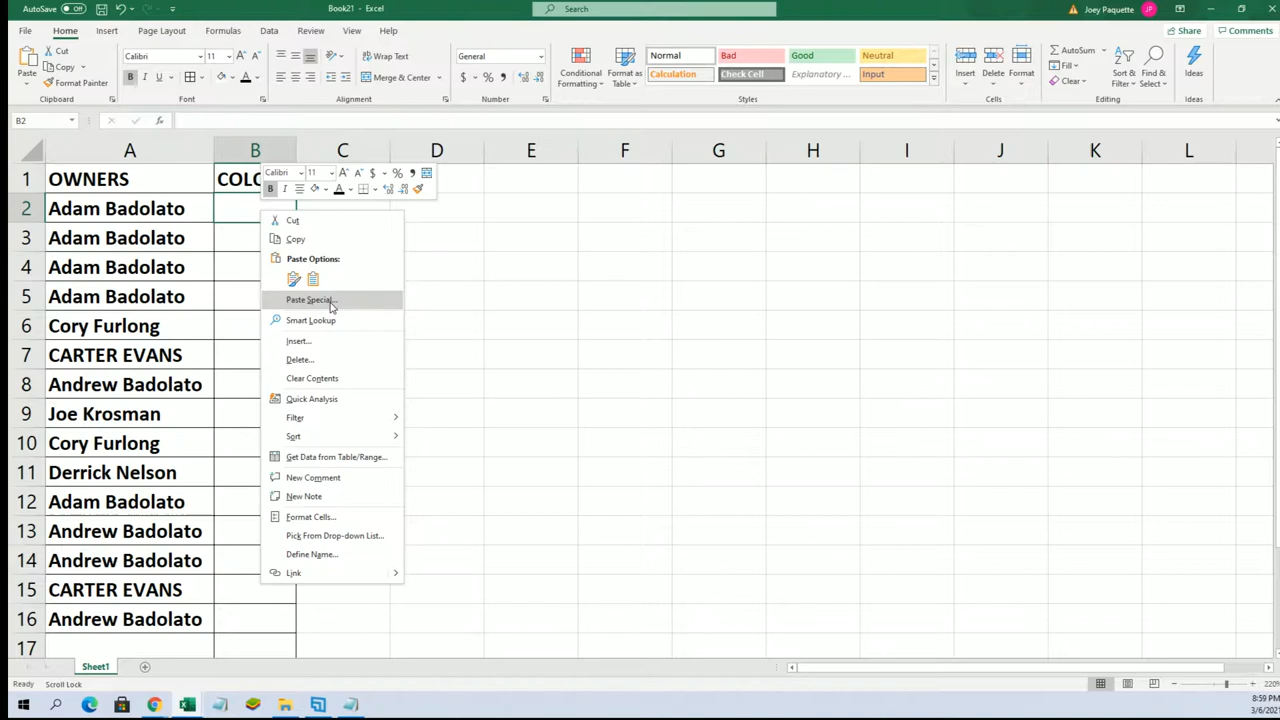 AutoSave Off Book21 - Excel Search Joey Paquette JP
File Home Insert Page Layout Formulas Data Review View Help Share Comments
Paste Cut Copy Format Painter Clipboard
Calibri 11 B I U A Font
Wrap Text Merge & Center Alignment
General $ % , Number
Conditional Formatting Format as Table
Normal Bad Good Neutral
Calculation Check Cell Explanatory ... Input
Styles
Insert Delete Format Cells
AutoSum Fill Clear Sort & Filter Find & Select Editing
Ideas Ideas
B2 fx
A B C D E F G H I J K L
1 OWNERS COLO
2 Adam Badolato
3 Adam Badolato
4 Adam Badolato
5 Adam Badolato
6 Cory Furlong
7 CARTER EVANS
8 Andrew Badolato
9 Joe Krosman
10 Cory Furlong
11 Derrick Nelson
12 Adam Badolato
13 Andrew Badolato
14 Andrew Badolato
15 CARTER EVANS
16 Andrew Badolato
17
Calibri 11 A A $ % ,
B I A
Cut
Copy
Paste Options:
Paste Special...
Smart Lookup
Insert...
Delete...
Clear Contents
Quick Analysis
Filter
Sort
Get Data from Table/Range...
New Comment
New Note
Format Cells...
Pick From Drop-down List...
Define Name...
Link
Sheet1
Ready Scroll Lock 220%
8:59 PM
3/6/202